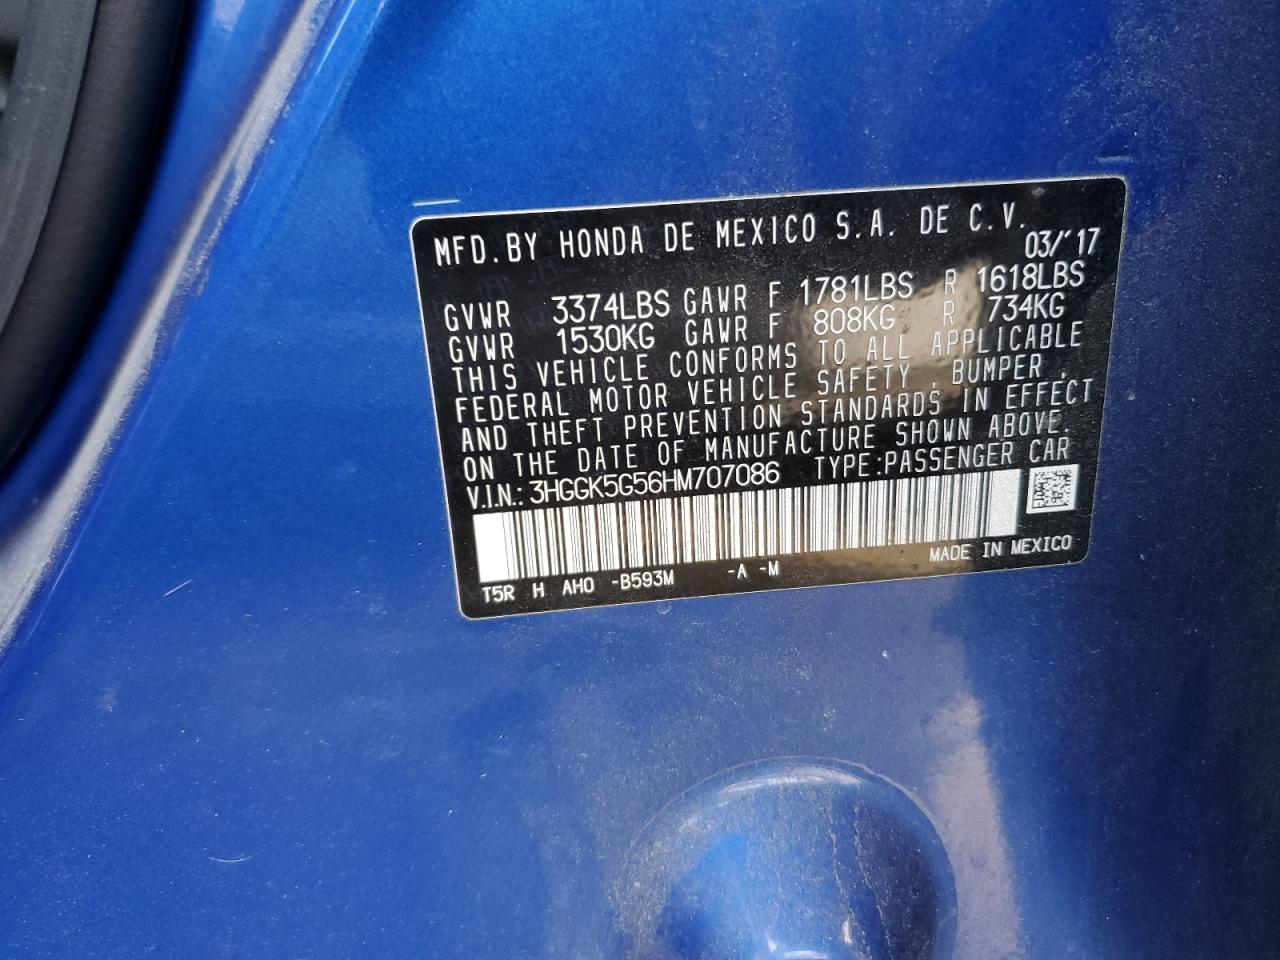 MFD. BY HONDA DE MEXICO S.A. DE C.V.
03/'17
GVWR 3374LBS GAWR F 1781LBS R 1618LBS
GVWR 1530KG GAWR F 808KG R 734KG
THIS VEHICLE CONFORMS TO ALL APPLICABLE
FEDERAL MOTOR VEHICLE SAFETY , BUMPER ,
AND THEFT PREVENTION STANDARDS IN EFFECT
ON THE DATE OF MANUFACTURE SHOWN ABOVE.
V.I.N.: 3HGGK5G56HM707086 TYPE:PASSENGER CAR
MADE IN MEXICO
T5R H AHO -B593M -A -M